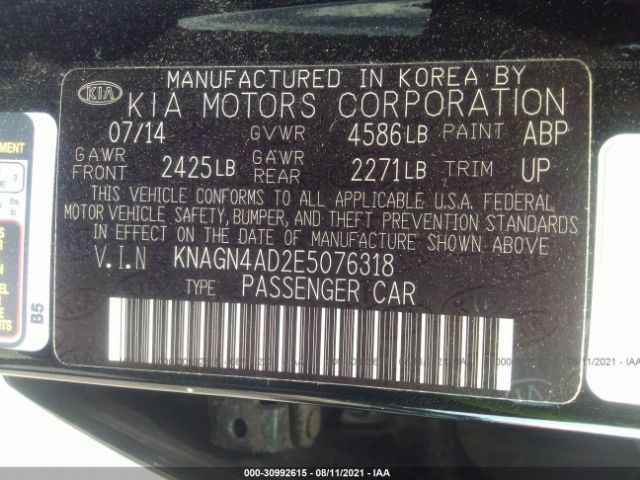 MANUFACTURED IN KOREA BY
KIA KIA MOTORS CORPORATION
07/14 GVWR 4586LB PAINT ABP
GAWR FRONT 2425LB GAWR REAR 2271LB TRIM UP
THIS VEHICLE CONFORMS TO ALL APPLICABLE U.S.A. FEDERAL
MOTOR VEHICLE SAFETY, BUMPER, AND THEFT PREVENTION STANDARDS
IN EFFECT ON THE DATE OF MANUFACTURE SHOWN ABOVE
V.I.N KNAGN4AD2E5076318
TYPE PASSENGER CAR
B5
000-30992615 - 08/11/2021 - IAA